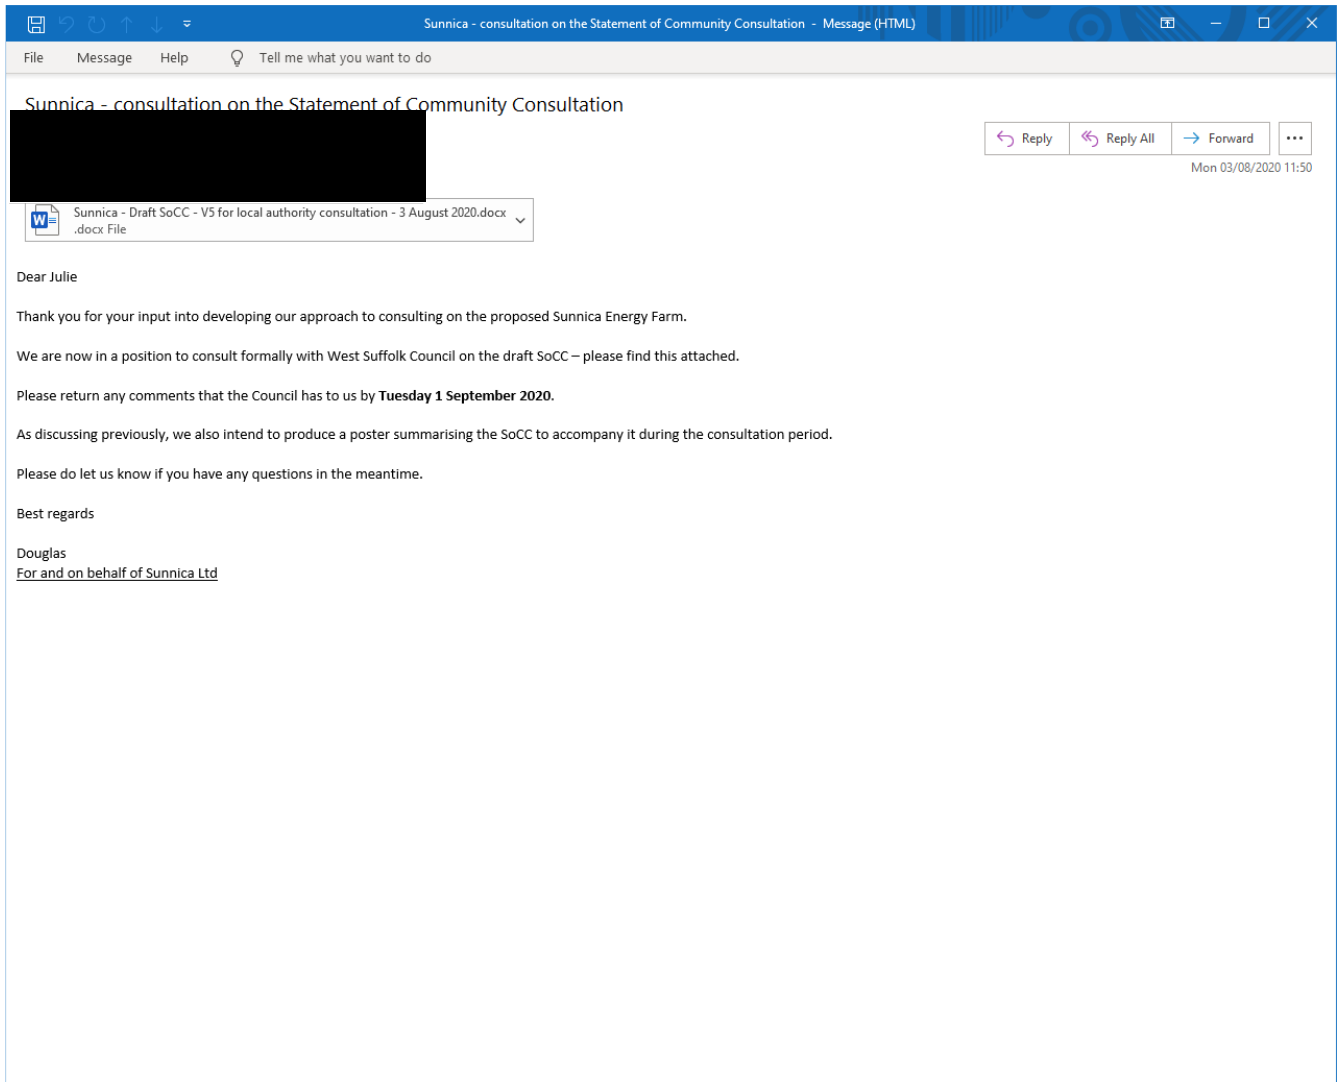 Sunnica - consultation on the Statement of Community Consultation - Message (HTML)
File Message Help Tell me what you want to do
Sunnica - consultation on the Statement of Community Consultation
Reply Reply All Forward
Mon 03/08/2020 11:50
Sunnica - Draft SoCC - V5 for local authority consultation - 3 August 2020.docx
.docx File
Dear Julie
Thank you for your input into developing our approach to consulting on the proposed Sunnica Energy Farm.
We are now in a position to consult formally with West Suffolk Council on the draft SoCC – please find this attached.
Please return any comments that the Council has to us by Tuesday 1 September 2020.
As discussing previously, we also intend to produce a poster summarising the SoCC to accompany it during the consultation period.
Please do let us know if you have any questions in the meantime.
Best regards
Douglas
For and on behalf of Sunnica Ltd